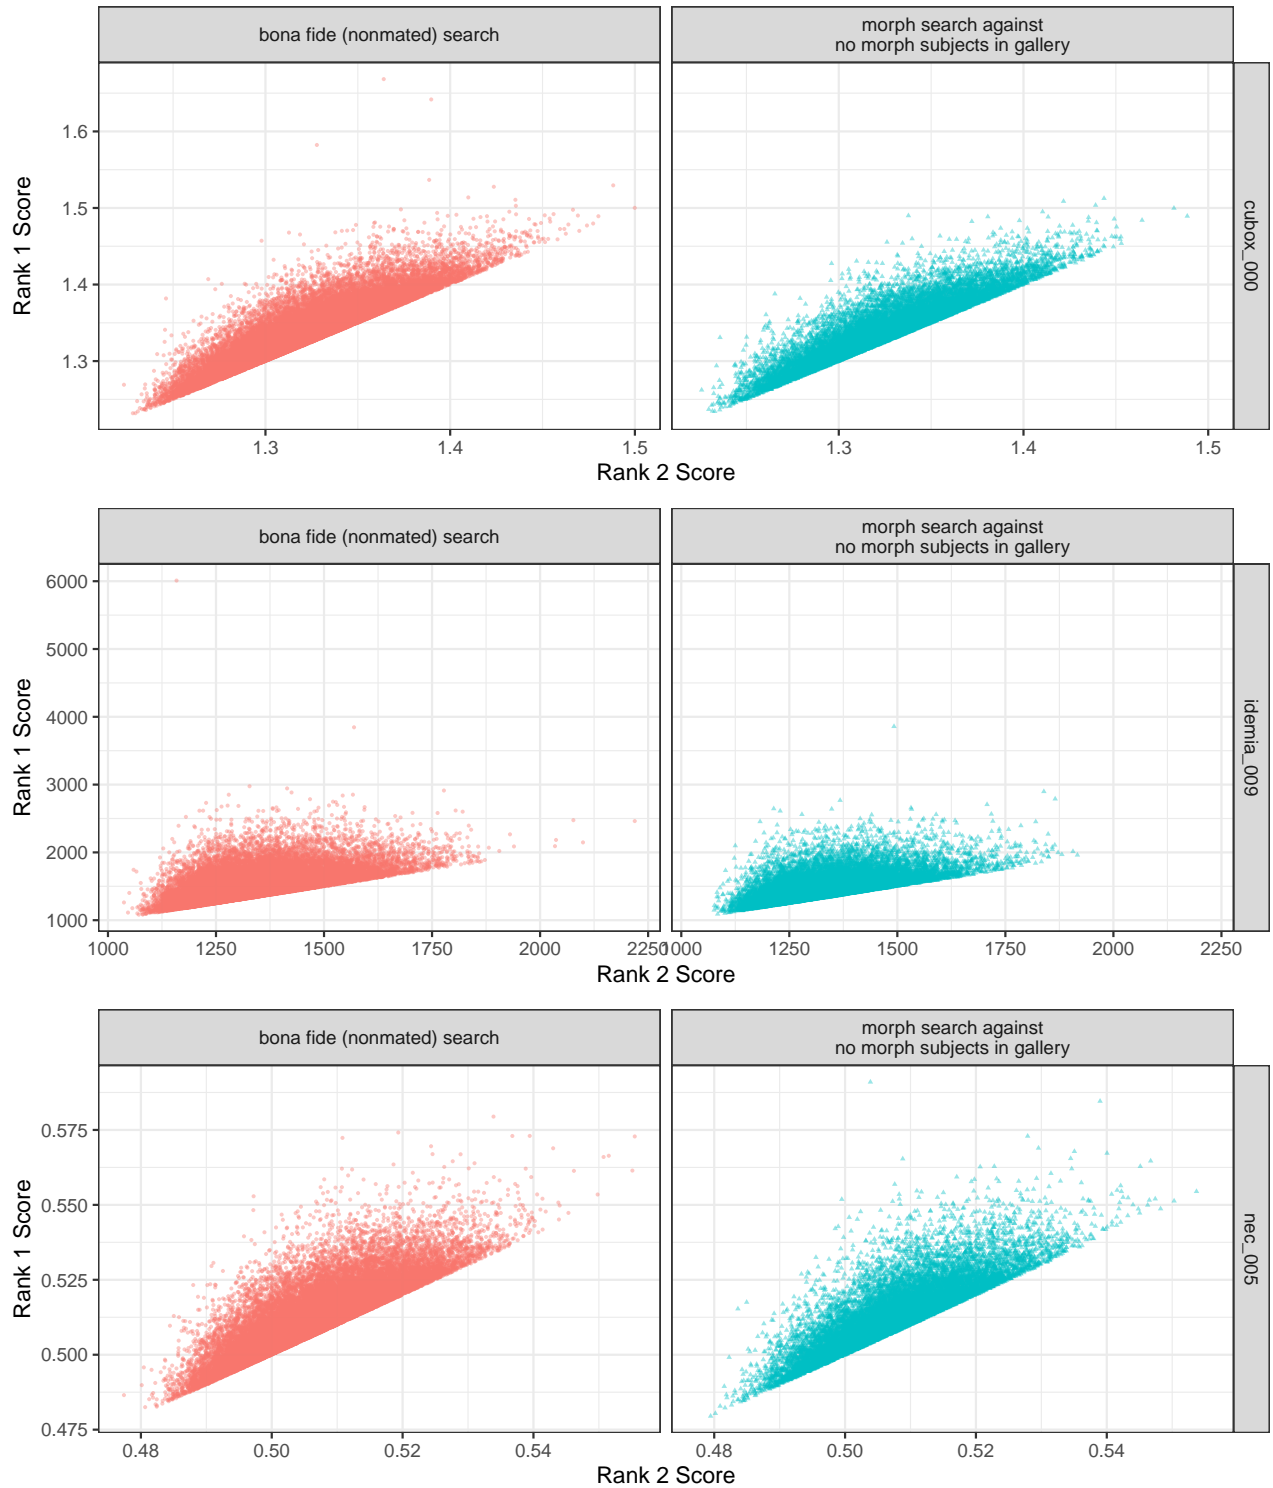 bona fide (nonmated) search
morph search against
no morph subjects in gallery
1.6
1.5
1.4
1.3
Rank 1 Score
cubox_000
1.3 1.4 1.5
1.3 1.4 1.5
Rank 2 Score
bona fide (nonmated) search
morph search against
no morph subjects in gallery
6000
5000
4000
3000
2000
1000
Rank 1 Score
idemia_009
1000 1250 1500 1750 2000 2250
1000 1250 1500 1750 2000 2250
Rank 2 Score
bona fide (nonmated) search
morph search against
no morph subjects in gallery
0.575
0.550
0.525
0.500
0.475
Rank 1 Score
nec_005
0.48 0.50 0.52 0.54
0.48 0.50 0.52 0.54
Rank 2 Score